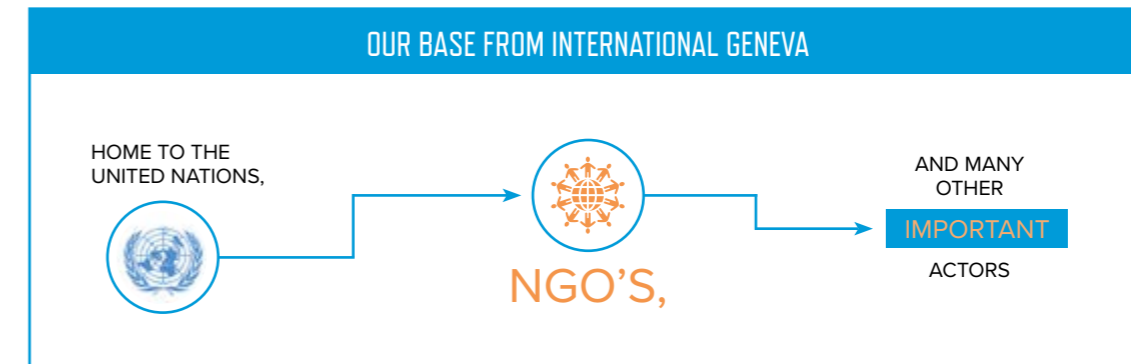 OUR BASE FROM INTERNATIONAL GENEVA
HOME TO THE
UNITED NATIONS,
NGO’S,
AND MANY
OTHER
IMPORTANT
ACTORS